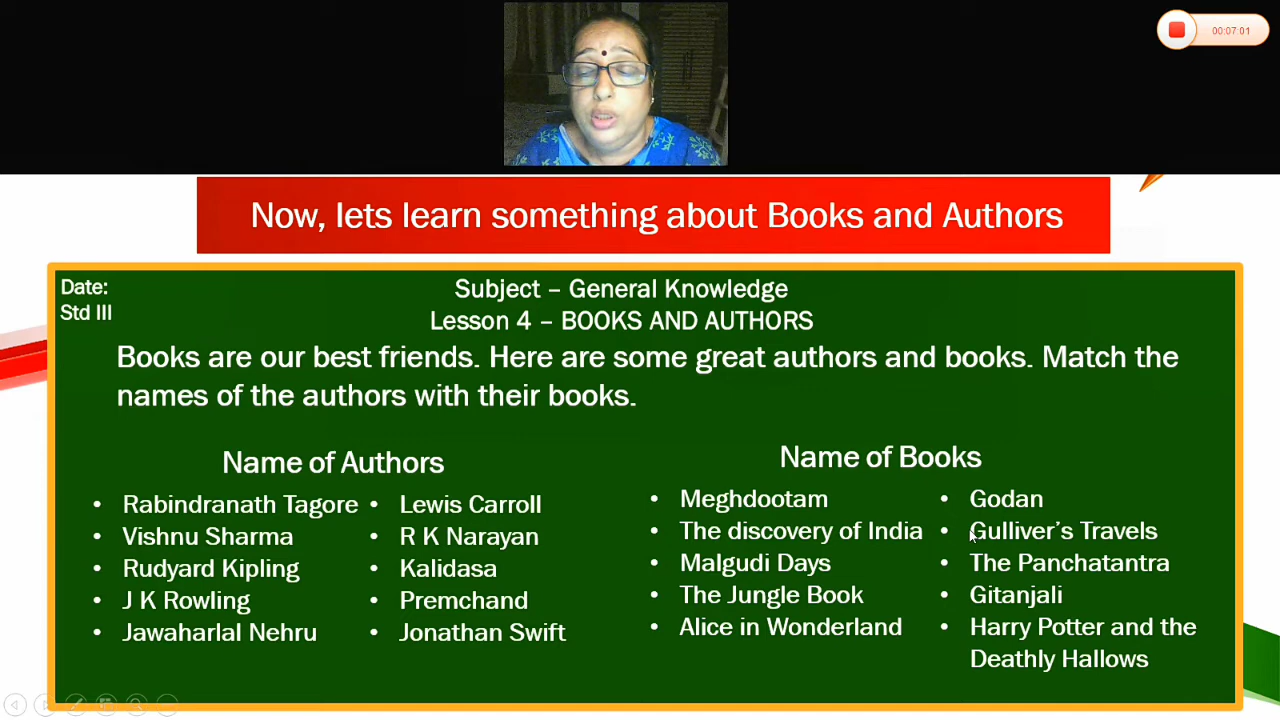 00:07:01
Now, lets learn something about Books and Authors
Date:
Std III
Subject – General Knowledge
Lesson 4 – BOOKS AND AUTHORS
Books are our best friends. Here are some great authors and books. Match the
names of the authors with their books.
Name of Authors
• Rabindranath Tagore
• Vishnu Sharma
• Rudyard Kipling
• J K Rowling
• Jawaharlal Nehru
• Lewis Carroll
• R K Narayan
• Kalidasa
• Premchand
• Jonathan Swift
Name of Books
• Meghdootam
• The discovery of India
• Malgudi Days
• The Jungle Book
• Alice in Wonderland
• Godan
• Gulliver's Travels
• The Panchatantra
• Gitanjali
• Harry Potter and the
Deathly Hallows